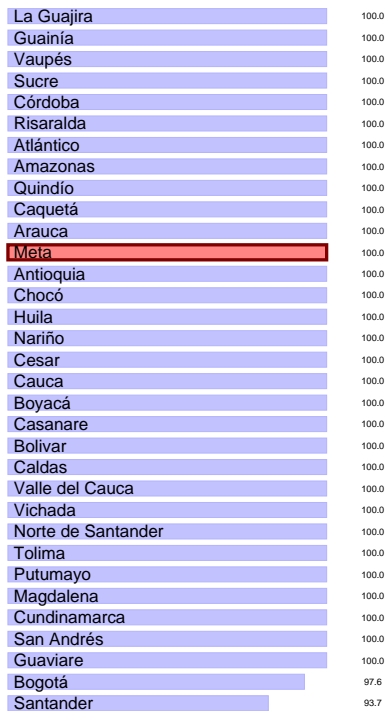 La Guajira 100.0
Guainía 100.0
Vaupés 100.0
Sucre 100.0
Córdoba 100.0
Risaralda 100.0
Atlántico 100.0
Amazonas 100.0
Quindío 100.0
Caquetá 100.0
Arauca 100.0
Meta 100.0
Antioquia 100.0
Chocó 100.0
Huila 100.0
Nariño 100.0
Cesar 100.0
Cauca 100.0
Boyacá 100.0
Casanare 100.0
Bolivar 100.0
Caldas 100.0
Valle del Cauca 100.0
Vichada 100.0
Norte de Santander 100.0
Tolima 100.0
Putumayo 100.0
Magdalena 100.0
Cundinamarca 100.0
San Andrés 100.0
Guaviare 100.0
Bogotá 97.6
Santander 93.7